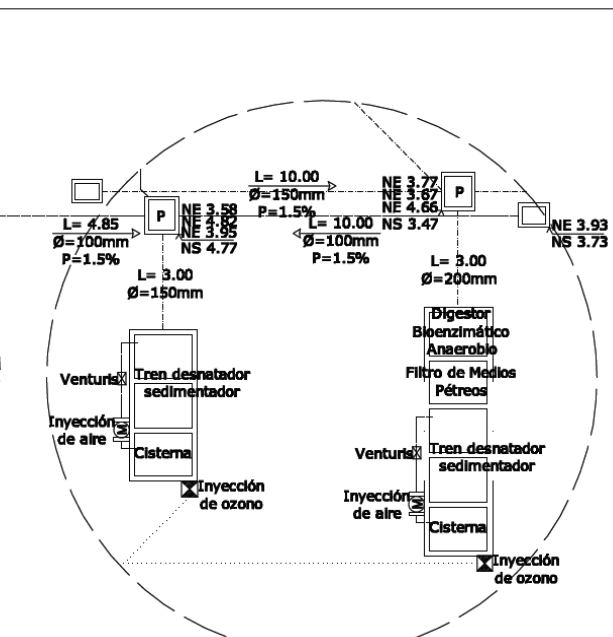 L= 10.00
Ø=150mm
P=1.5%
NE 3.77
NE 3.67
NE 4.66
NS 3.47
P
P
NE 3.58
NE 4.82
NE 3.95
NS 4.77
L= 4.85
Ø=100mm
P=1.5%
L= 10.00
Ø=100mm
P=1.5%
NE 3.93
NS 3.73
L= 3.00
Ø=150mm
L= 3.00
Ø=200mm
Digestor
Bioenzimático
Anaerobio
Filtro de Medios
Pétreos
Venturis
Tren desnatador
sedimentador
Inyección
de aire
M
Cisterna
Inyección
de ozono
Venturis
Tren desnatador
sedimentador
Inyección
de aire
M
Cisterna
Inyección
de ozono